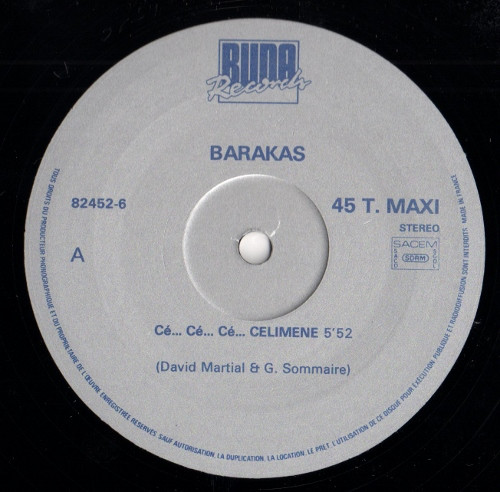 BUDA
Records
BARAKAS
82452-6
45 T. MAXI
STEREO
A
SACEM
SDRM
Cé... Cé... Cé... CELIMENE 5'52
(David Martial & G. Sommaire)
TOUS DROITS DU PRODUCTEUR PHONOGRAPHIQUE ET DU PROPRIETAIRE DE L'ŒUVRE ENREGISTREE RESERVES SAUF AUTORISATION, LA DUPLICATION, LA LOCATION, LE PRET, L'UTILISATION DE CE DISQUE POUR EXECUTION PUBLIQUE ET RADIODIFFUSION SONT INTERDITS MADE IN FRANCE